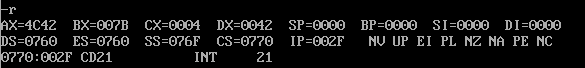 -r
AX=4C42  BX=007B  CX=0004  DX=0042  SP=0000  BP=0000  SI=0000  DI=0000
DS=0760  ES=0760  SS=076F  CS=0770  IP=002F   NV UP EI PL NZ NA PE NC
0770:002F CD21          INT     21